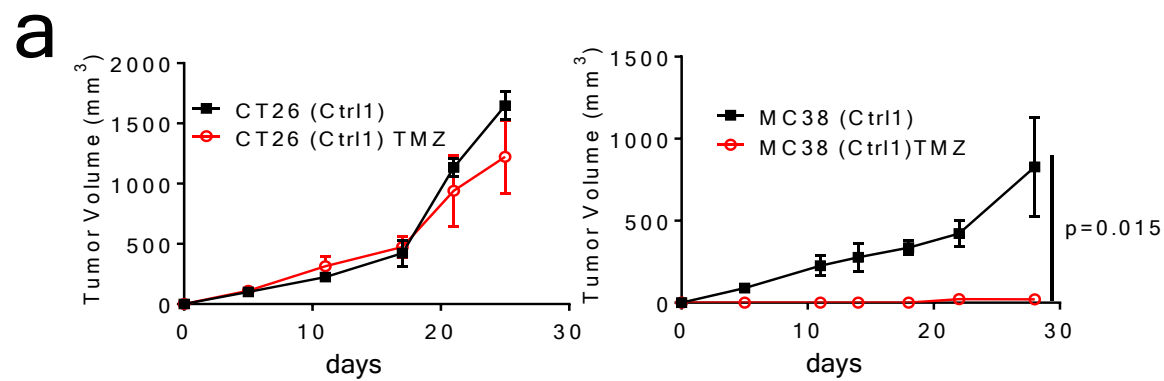 a
Tumor Volume (mm3)
2000
1500
1000
500
0
CT26 (Ctrl1)
CT26 (Ctrl1) TMZ
0 10 20 30
days
Tumor Volume (mm3)
1500
1000
500
0
MC38 (Ctrl1)
MC38 (Ctrl1)TMZ
p=0.015
0 10 20 30
days